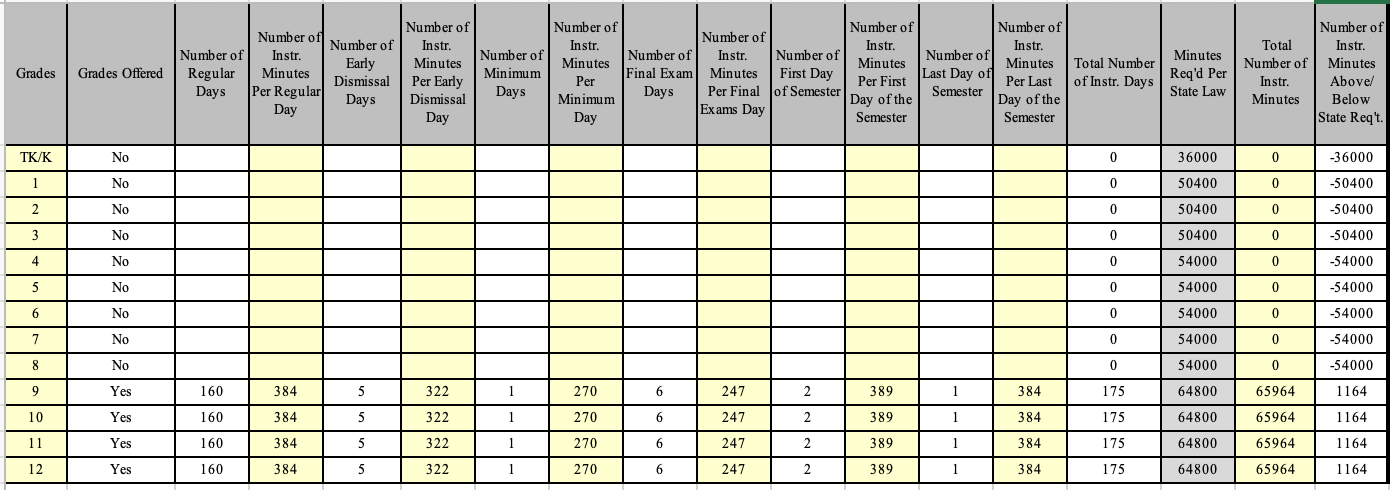 Grades | Grades Offered | Number of Regular Days | Number of Instr. Minutes Per Regular Day | Number of Early Dismissal Days | Number of Instr. Minutes Per Early Dismissal Day | Number of Minimum Days | Number of Instr. Minutes Per Minimum Day | Number of Final Exam Days | Number of Instr. Minutes Per Final Exams Day | Number of First Day of Semester | Number of Instr. Minutes Per First Day of the Semester | Number of Last Day of Semester | Number of Instr. Minutes Per Last Day of the Semester | Total Number of Instr. Days | Minutes Req'd Per State Law | Total Number of Instr. Minutes | Number of Instr. Minutes Above/ Below State Req't.
TK/K No 0 36000 0 -36000
1 No 0 50400 0 -50400
2 No 0 50400 0 -50400
3 No 0 50400 0 -50400
4 No 0 54000 0 -54000
5 No 0 54000 0 -54000
6 No 0 54000 0 -54000
7 No 0 54000 0 -54000
8 No 0 54000 0 -54000
9 Yes 160 384 5 322 1 270 6 247 2 389 1 384 175 64800 65964 1164
10 Yes 160 384 5 322 1 270 6 247 2 389 1 384 175 64800 65964 1164
11 Yes 160 384 5 322 1 270 6 247 2 389 1 384 175 64800 65964 1164
12 Yes 160 384 5 322 1 270 6 247 2 389 1 384 175 64800 65964 1164